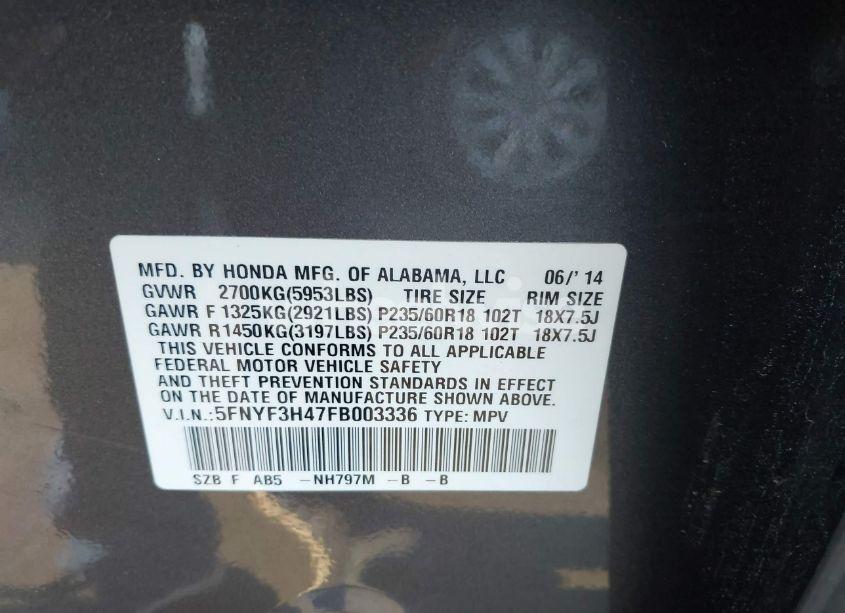 MFD. BY HONDA MFG. OF ALABAMA, LLC 06/' 14
GVWR 2700KG(5953LBS) TIRE SIZE RIM SIZE
GAWR F 1325KG(2921LBS) P235/60R18 102T 18X7.5J
GAWR R1450KG(3197LBS) P235/60R18 102T 18X7.5J
THIS VEHICLE CONFORMS TO ALL APPLICABLE
FEDERAL MOTOR VEHICLE SAFETY
AND THEFT PREVENTION STANDARDS IN EFFECT
ON THE DATE OF MANUFACTURE SHOWN ABOVE.
V.I.N.:5FNYF3H47FB003336 TYPE: MPV
SZB F AB5 -NH797M -B -B